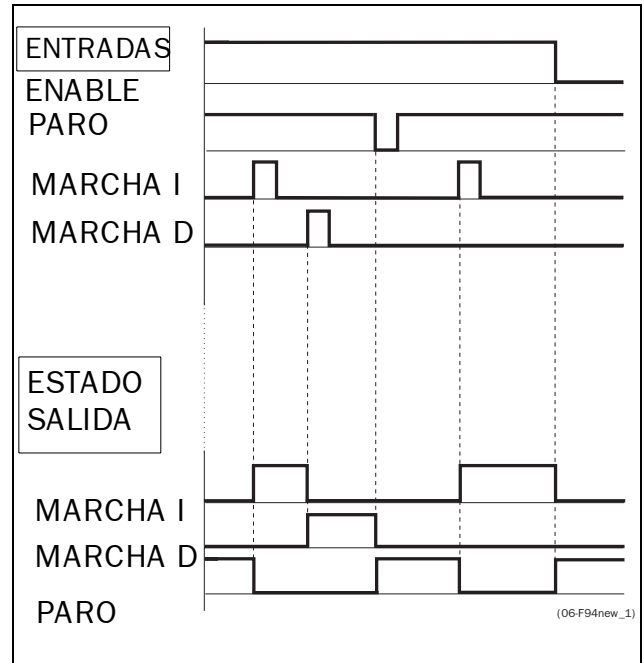 ENTRADAS
ENABLE
PARO
MARCHA I
MARCHA D
ESTADO
SALIDA
MARCHA I
MARCHA D
PARO
(06-F94new_1)